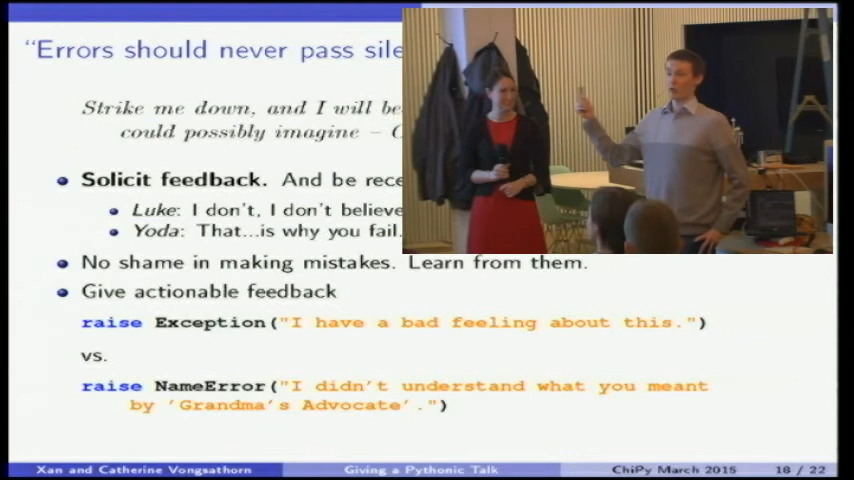 “Errors should never pass
Strike me down, and I will
could possibly imagine –
Solicit feedback. And be
Luke: I don't, I don't believe
Yoda: That...is why you fail.
No shame in making mistakes. Learn from them.
Give actionable feedback
raise Exception("I have a bad feeling about this.")
vs.
raise NameError("I didn't understand what you meant
by 'Grandma's Advocate'.")
Xan and Catherine Vongsathorn Giving a Pythonic Talk ChiPy March 2015 18 / 22